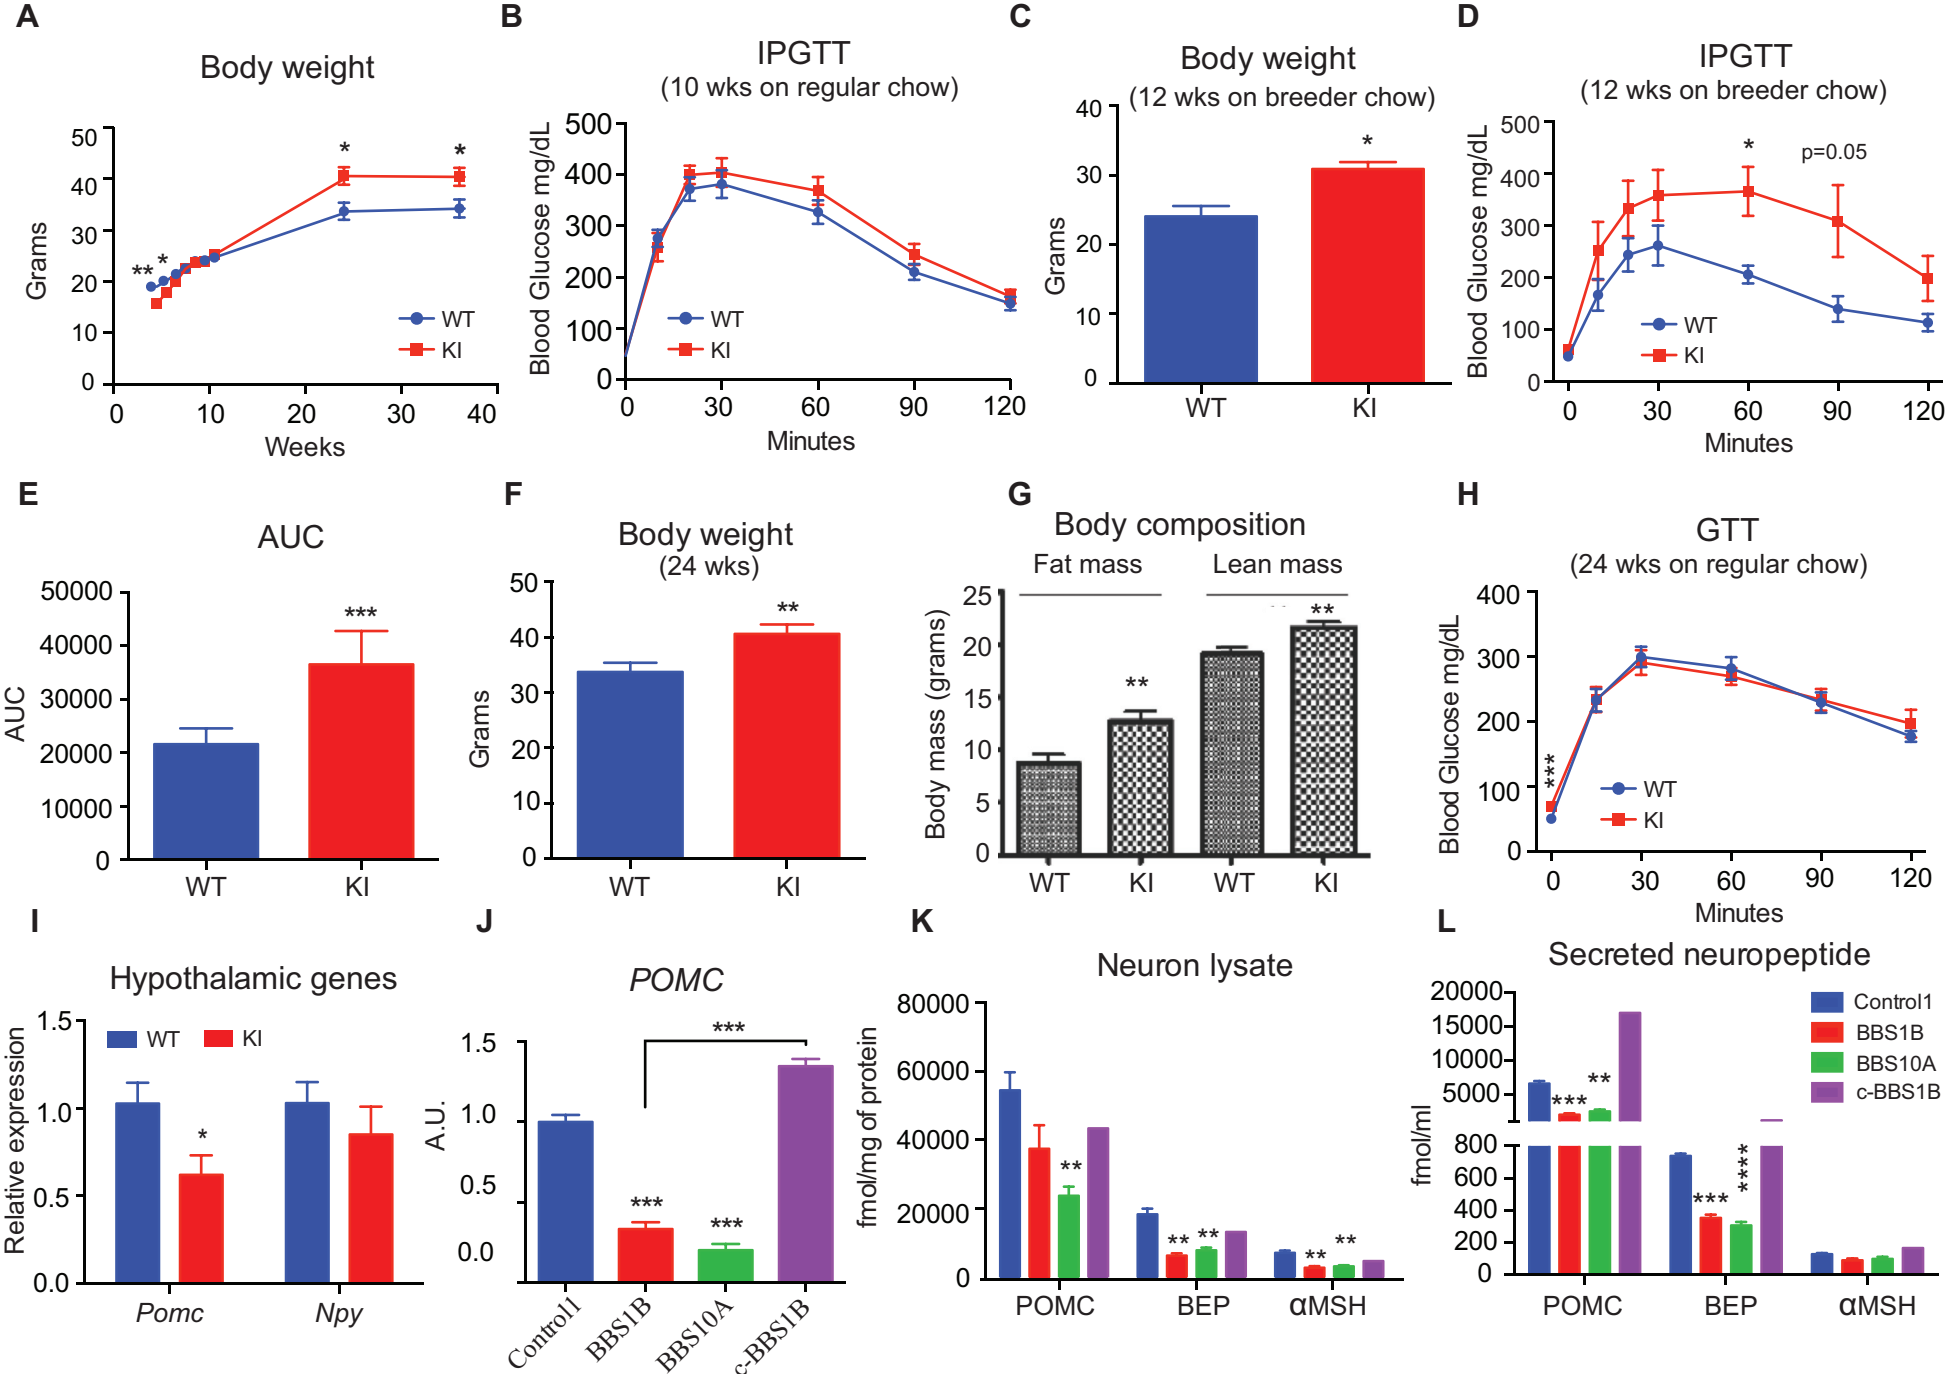 A
Body weight
Grams
50
40
30
20
10
0
** *
*
*
WT
KI
0 10 20 30 40
Weeks
B
IPGTT
(10 wks on regular chow)
Blood Glucose mg/dL
500
400
300
200
100
0
WT
KI
0 30 60 90 120
Minutes
C
Body weight
(12 wks on breeder chow)
Grams
40
30
20
10
0
*
WT KI
D
IPGTT
(12 wks on breeder chow)
Blood Glucose mg/dL
500
400
300
200
100
0
*
p=0.05
WT
KI
0 30 60 90 120
Minutes
E
AUC
AUC
50000
40000
30000
20000
10000
0
***
WT KI
F
Body weight
(24 wks)
Grams
50
40
30
20
10
0
**
WT KI
G
Body composition
Fat mass Lean mass
Body mass (grams)
25
20
15
10
5
0
**
**
WT KI WT KI
H
GTT
(24 wks on regular chow)
Blood Glucose mg/dL
400
300
200
100
0
***
WT
KI
0 30 60 90 120
Minutes
I
Hypothalamic genes
Relative expression
1.5
1.0
0.5
0.0
WT KI
*
Pomc Npy
J
POMC
A.U.
1.5
1.0
0.5
0.0
***
***
***
Control1
BBS1B
BBS10A
c-BBS1B
K
Neuron lysate
fmol/mg of protein
80000
60000
40000
20000
0
**
** **
** **
POMC BEP αMSH
L
Secreted neuropeptide
fmol/ml
20000
15000
10000
5000
800
600
400
200
0
***
**
***
****
Control1
BBS1B
BBS10A
c-BBS1B
POMC BEP αMSH